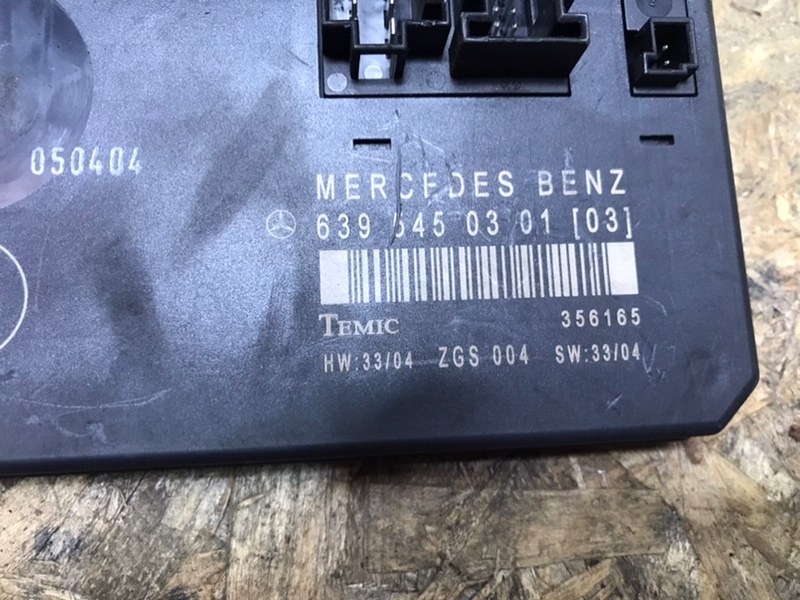 050404
MERCEDES BENZ
639 545 03 01 [03]
TEMIC 356165
HW:33/04 ZGS 004 SW:33/04